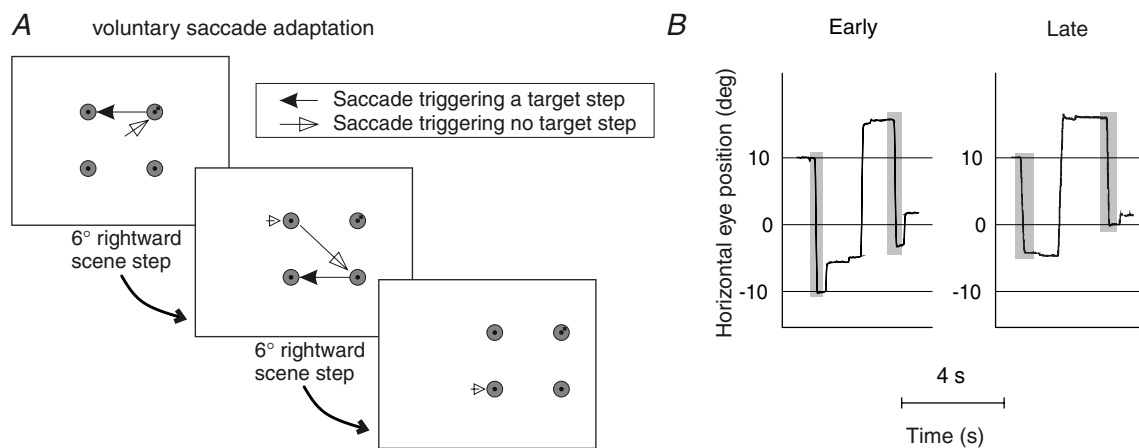 A voluntary saccade adaptation
Saccade triggering a target step
Saccade triggering no target step
6° rightward
scene step
6° rightward
scene step
B
Early
Late
Horizontal eye position (deg)
10
0
-10
10
0
-10
4 s
Time (s)